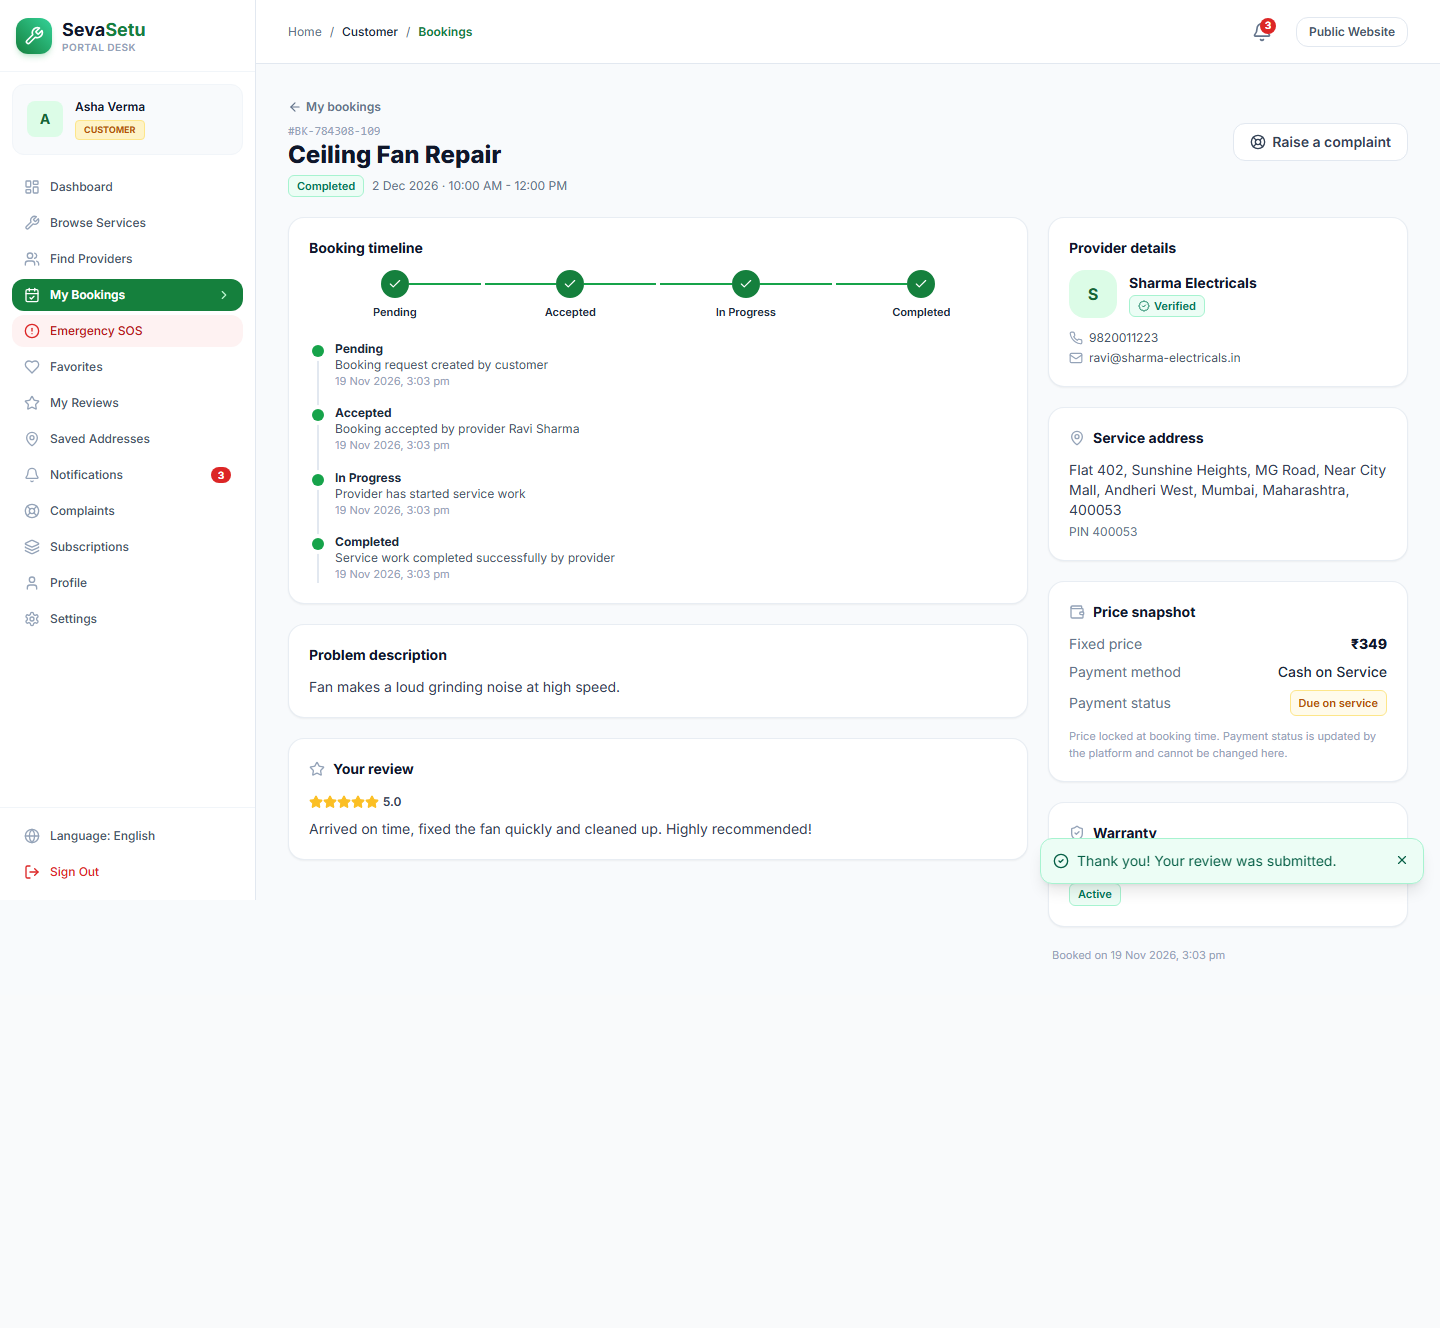 SevaSetu
PORTAL DESK
A
Asha Verma
CUSTOMER
Dashboard
Browse Services
Find Providers
My Bookings
Emergency SOS
Favorites
My Reviews
Saved Addresses
Notifications
3
Complaints
Subscriptions
Profile
Settings
Language: English
Sign Out
Home / Customer / Bookings
3
Public Website
My bookings
#BK-784308-109
Ceiling Fan Repair
Completed
2 Dec 2026 · 10:00 AM - 12:00 PM
Raise a complaint
Booking timeline
Pending
Accepted
In Progress
Completed
Pending
Booking request created by customer
19 Nov 2026, 3:03 pm
Accepted
Booking accepted by provider Ravi Sharma
19 Nov 2026, 3:03 pm
In Progress
Provider has started service work
19 Nov 2026, 3:03 pm
Completed
Service work completed successfully by provider
19 Nov 2026, 3:03 pm
Problem description
Fan makes a loud grinding noise at high speed.
Your review
5.0
Arrived on time, fixed the fan quickly and cleaned up. Highly recommended!
Provider details
S
Sharma Electricals
Verified
9820011223
ravi@sharma-electricals.in
Service address
Flat 402, Sunshine Heights, MG Road, Near City
Mall, Andheri West, Mumbai, Maharashtra,
400053
PIN 400053
Price snapshot
Fixed price
₹349
Payment method
Cash on Service
Payment status
Due on service
Price locked at booking time. Payment status is updated by
the platform and cannot be changed here.
Warranty
Thank you! Your review was submitted.
Active
Booked on 19 Nov 2026, 3:03 pm